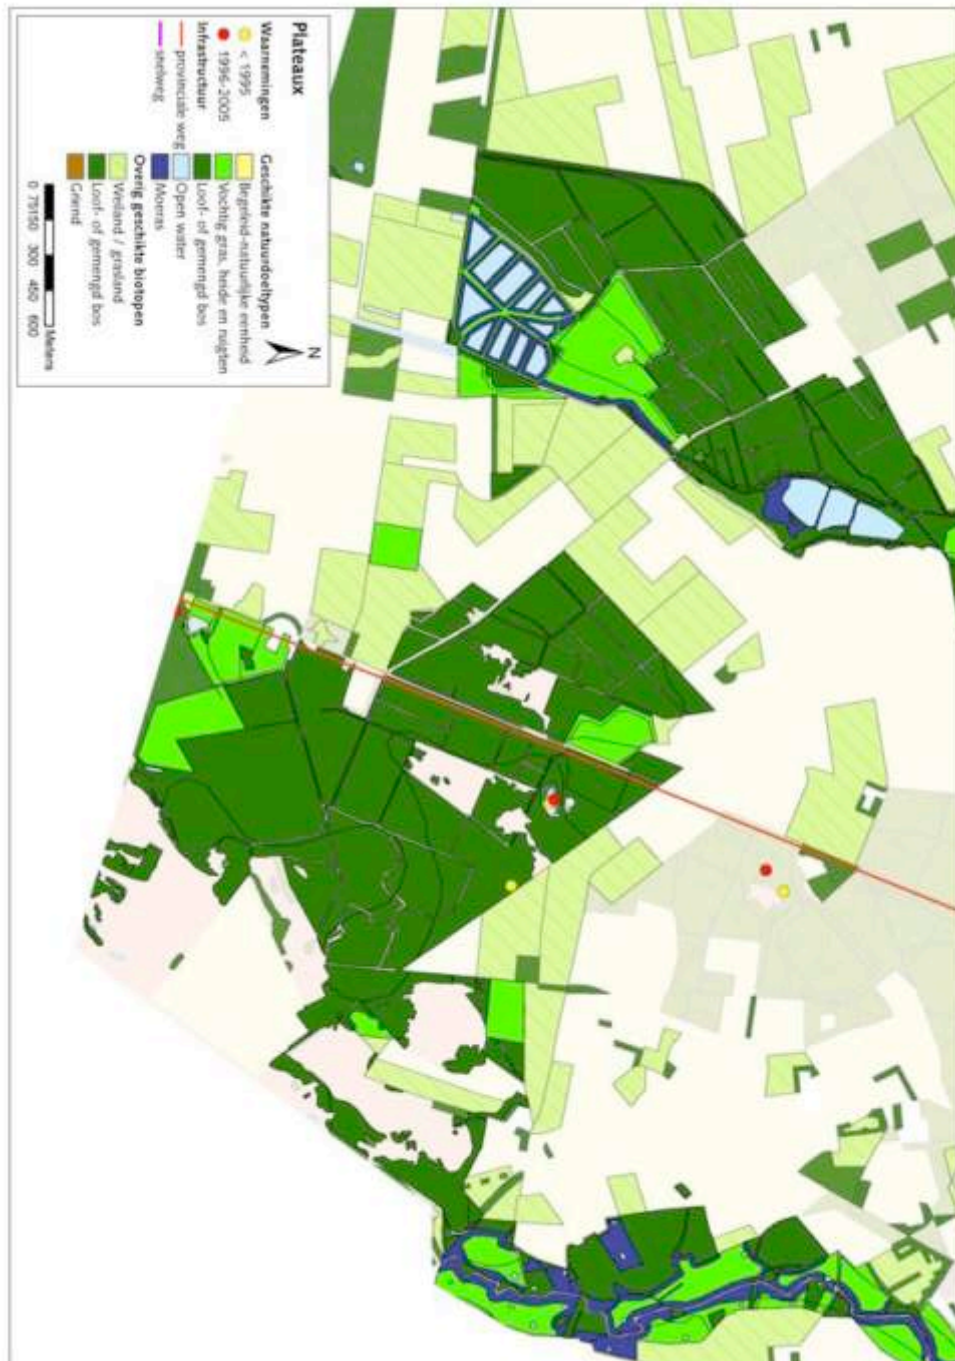 Plateaux
Waarnemingen
< 1995
1996-2005
Infrastructuur
provinciale weg
snelweg
Geschikte natuurdoeltypen
Begeleid-natuurlijke eenheid
Vochtig gras, heide en ruigten
Loof- of gemengd bos
Open water
Moeras
Overig geschikte biotopen
Weiland / grasland
Loof- of gemengd bos
Griend
N
0 75150 300 450 600
Meters